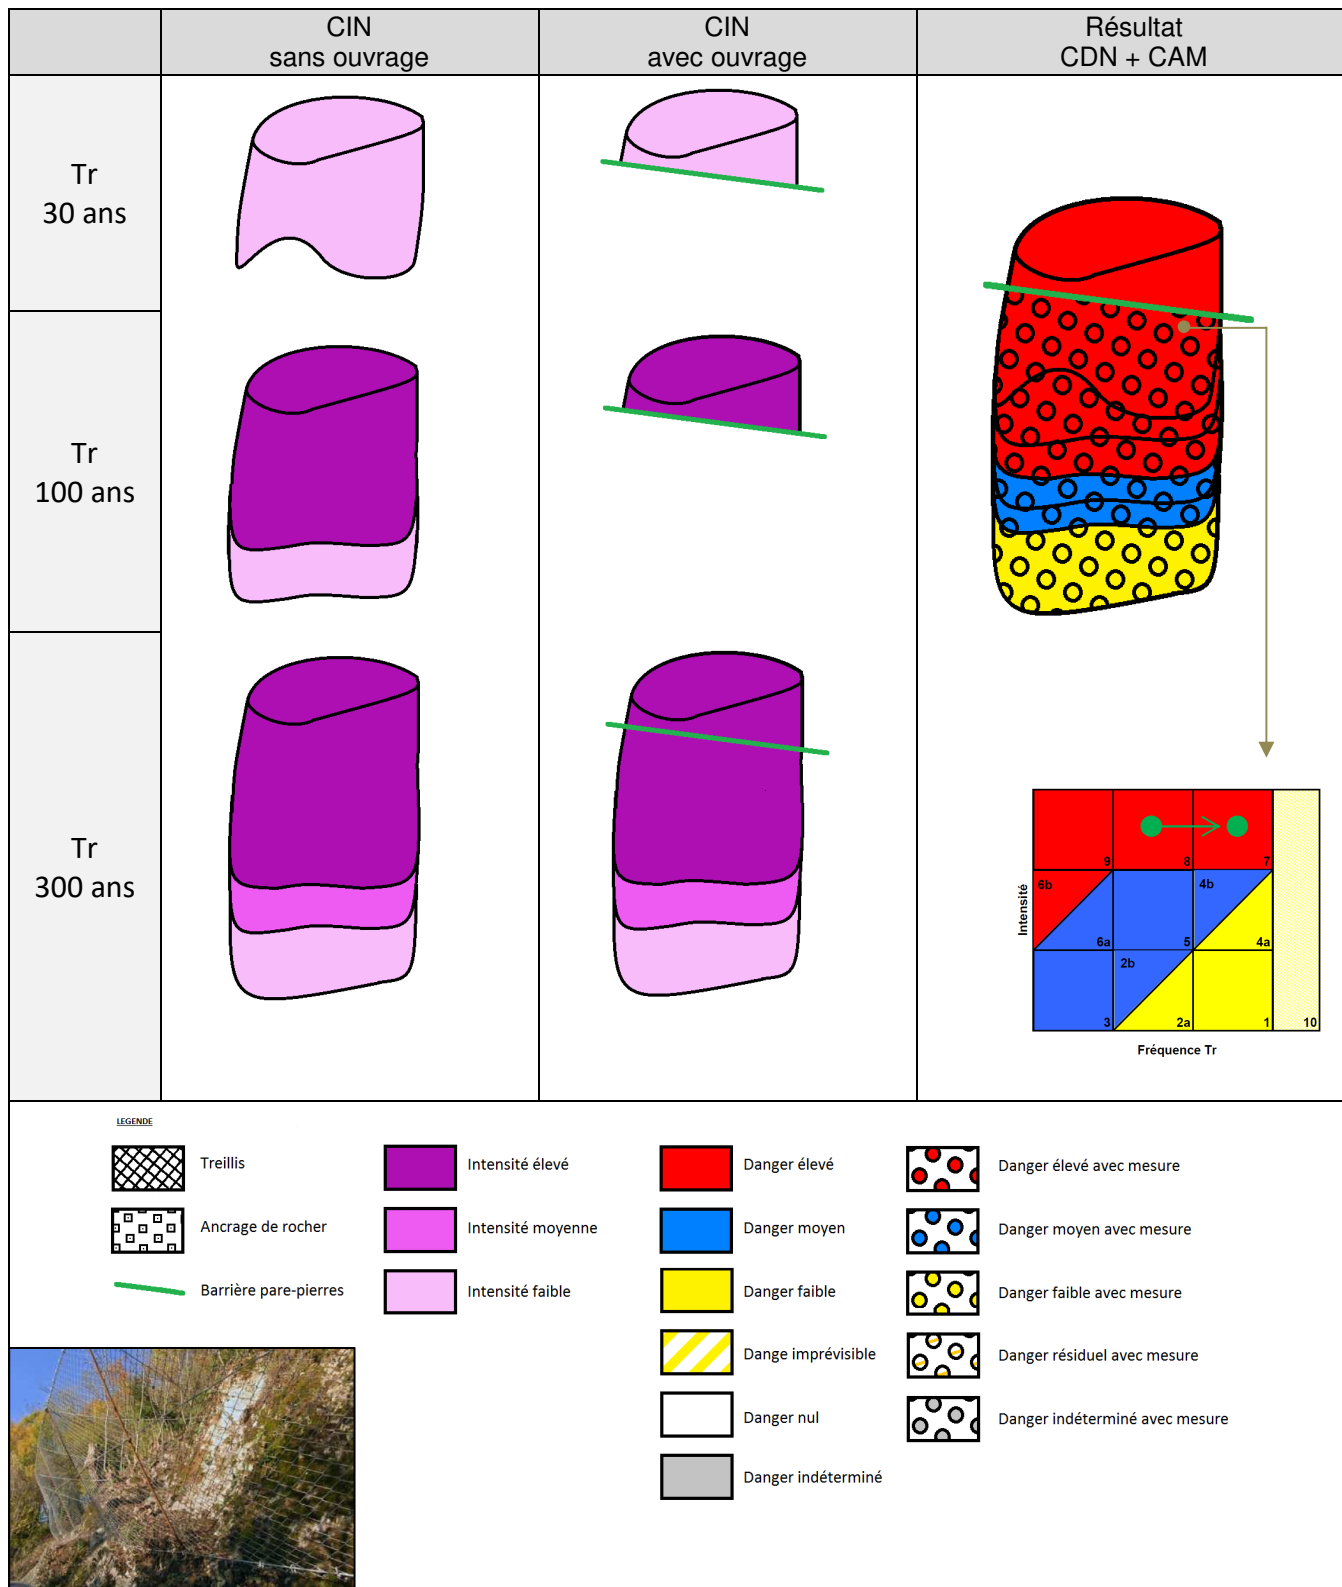 CIN
sans ouvrage
CIN
avec ouvrage
Résultat
CDN + CAM
Tr
30 ans
Tr
100 ans
Tr
300 ans
Intensité
9
8
7
6b
4b
6a
5
4a
2b
3
2a
1
10
Fréquence Tr
LEGENDE
Treillis
Ancrage de rocher
Barrière pare-pierres
Intensité élevé
Intensité moyenne
Intensité faible
Danger élevé
Danger moyen
Danger faible
Dange imprévisible
Danger nul
Danger indéterminé
Danger élevé avec mesure
Danger moyen avec mesure
Danger faible avec mesure
Danger résiduel avec mesure
Danger indéterminé avec mesure